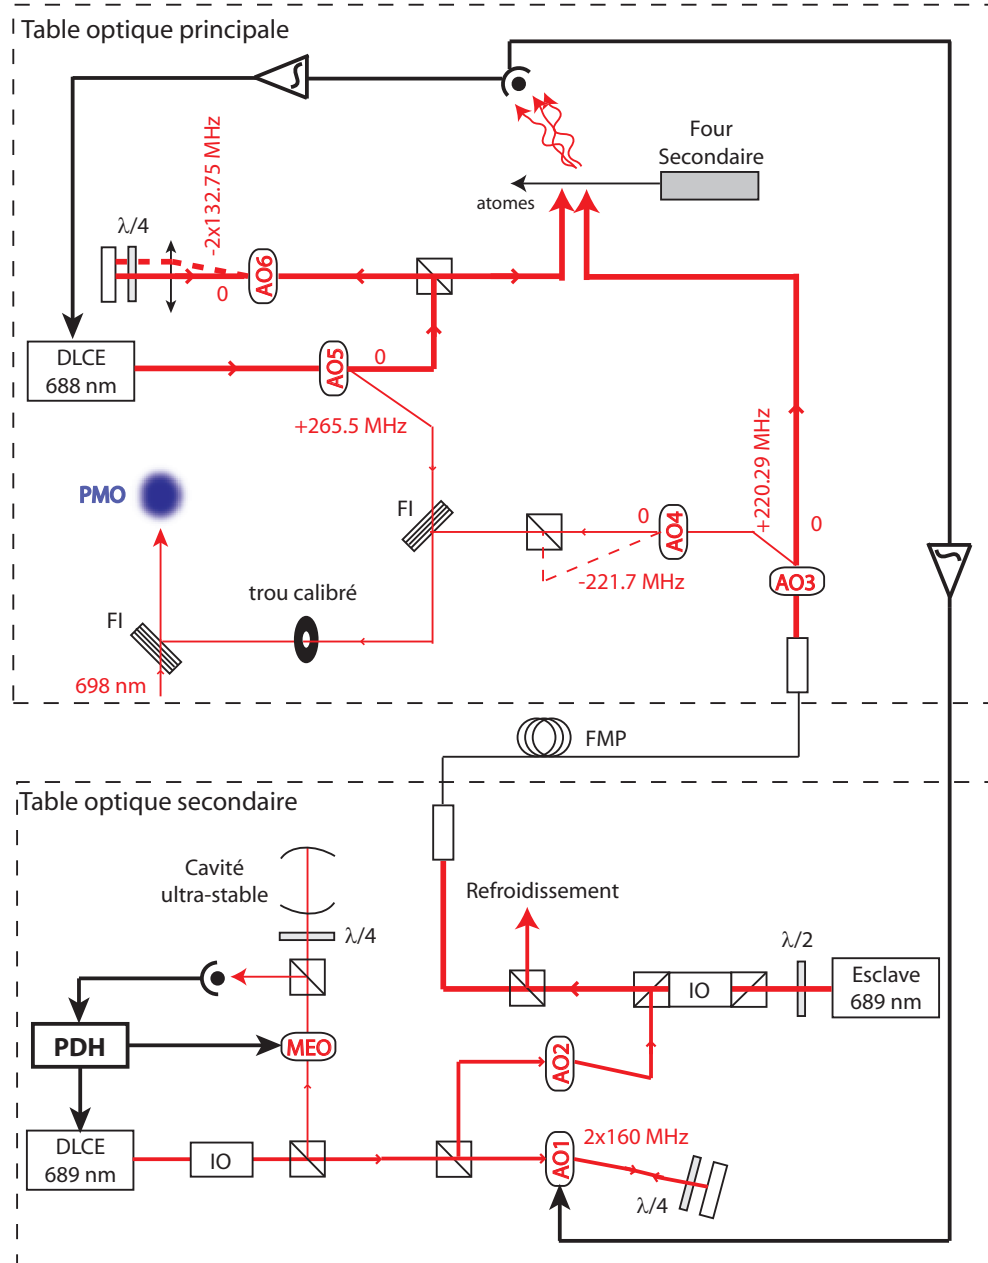 Table optique principale
Four
Secondaire
atomes
-2x132.75 MHz
λ/4
0
AO6
DLCE
688 nm
AO5
0
+265.5 MHz
+220.29 MHz
PMO
FI
0
AO4
0
-221.7 MHz
AO3
trou calibré
FI
698 nm
FMP
Table optique secondaire
Cavité
ultra-stable
Refroidissement
λ/4
λ/2
IO
Esclave
689 nm
PDH
MEO
AO2
DLCE
689 nm
IO
AO1
2x160 MHz
λ/4